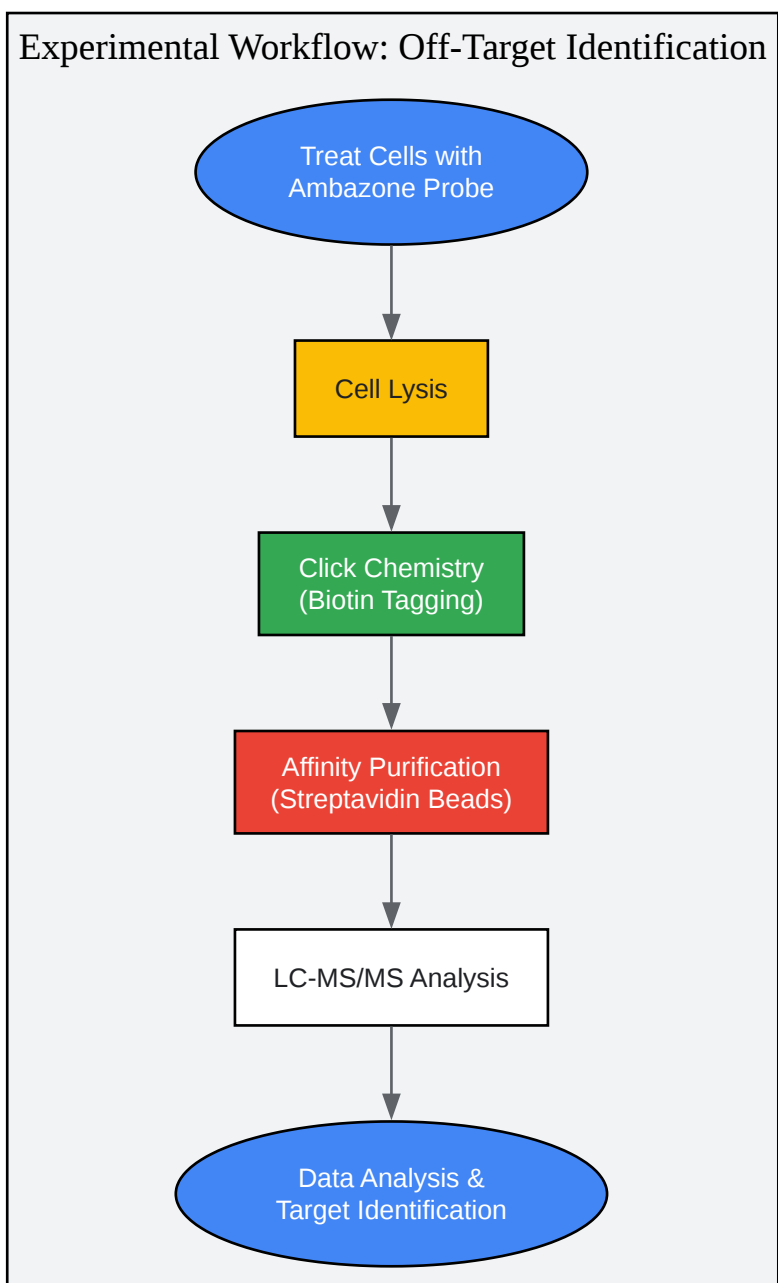 Experimental Workflow: Off-Target Identification
Treat Cells with
Ambazone Probe
Cell Lysis
Click Chemistry
(Biotin Tagging)
Affinity Purification
(Streptavidin Beads)
LC-MS/MS Analysis
Data Analysis &
Target Identification